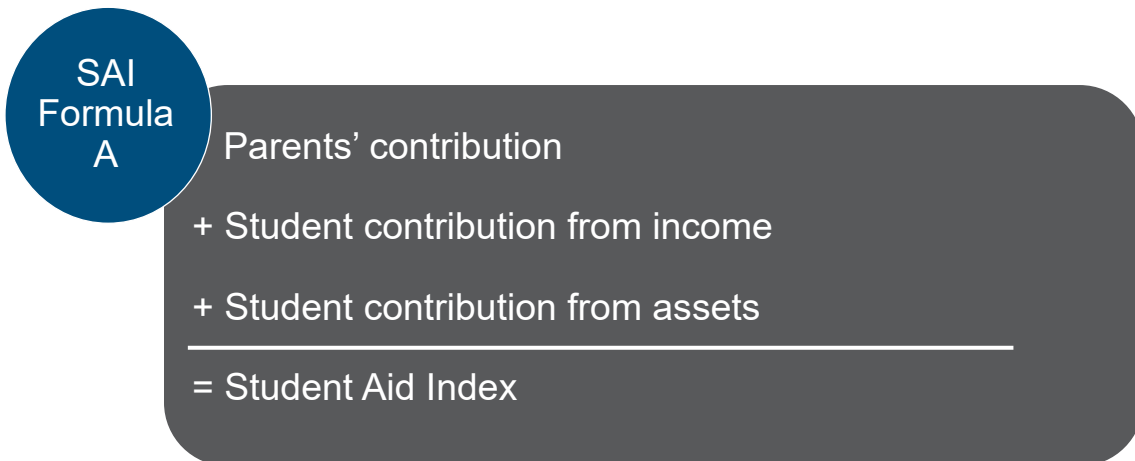 SAI
Formula
A
Parents’ contribution
+ Student contribution from income
+ Student contribution from assets
= Student Aid Index